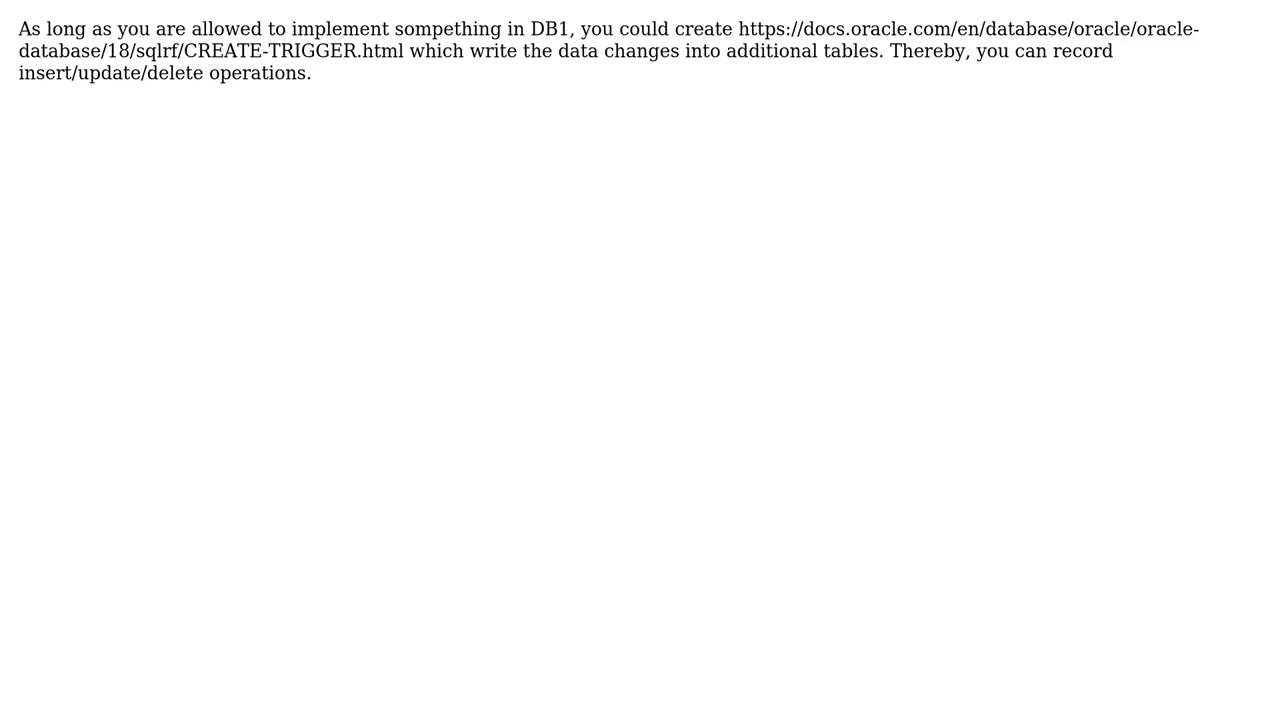 As long as you are allowed to implement sompething in DB1, you could create https://docs.oracle.com/en/database/oracle/oracle-
database/18/sqlrf/CREATE-TRIGGER.html which write the data changes into additional tables. Thereby, you can record
insert/update/delete operations.